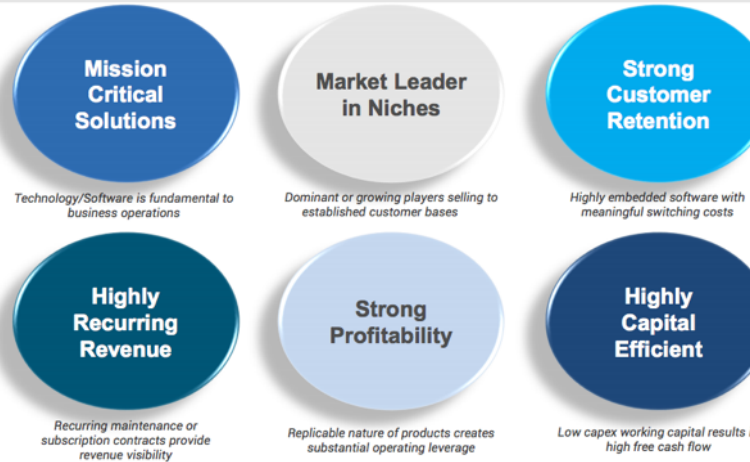 Mission
Critical
Solutions
Technology/Software is fundamental to
business operations
Market Leader
in Niches
Dominant or growing players selling to
established customer bases
Strong
Customer
Retention
Highly embedded software with
meaningful switching costs
Highly
Recurring
Revenue
Recurring maintenance or
subscription contracts provide
revenue visibility
Strong
Profitability
Replicable nature of products creates
substantial operating leverage
Highly
Capital
Efficient
Low capex working capital results
high free cash flow